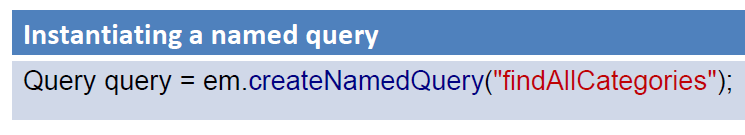 Instantiating a named query
Query query = em.createNamedQuery("findAllCategories");